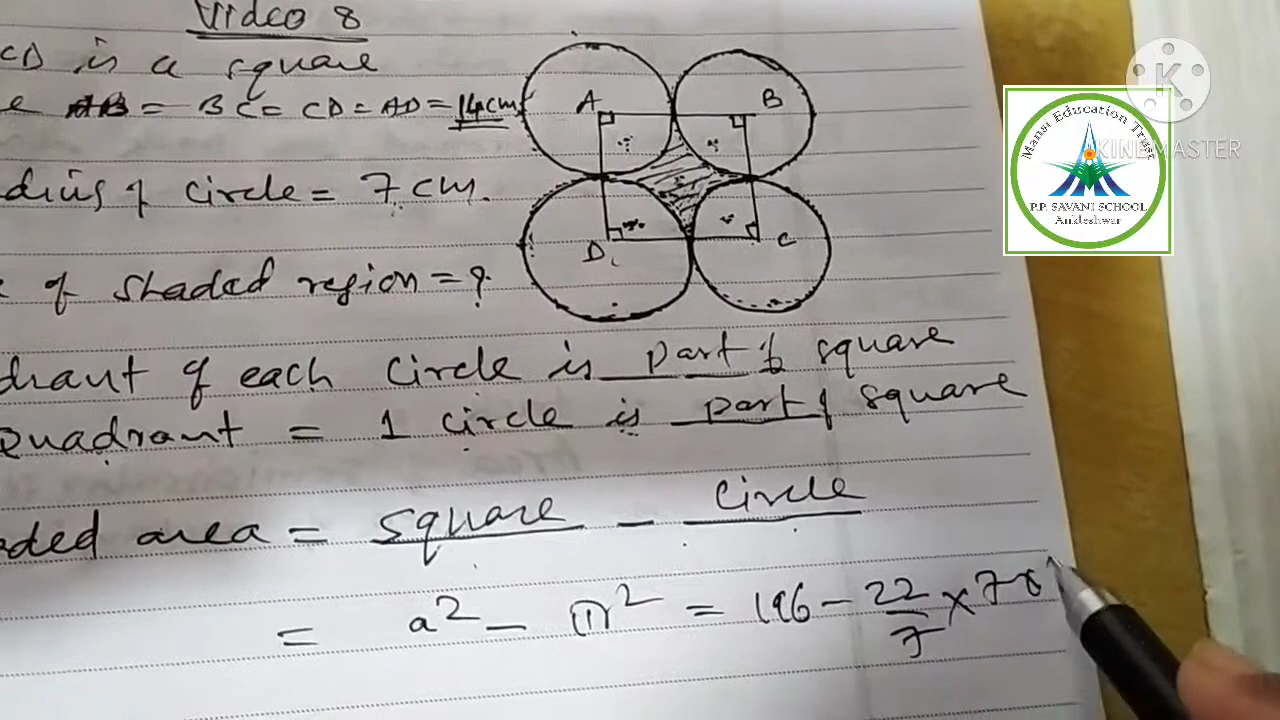 Video 8
CD is a square
AB = BC = CD = AD = 14cm
dius of circle = 7 cm.
of shaded region = ?
A B
D C
drant of each circle is part of square
Quadrant = 1 circle is part of square
ded area = square - circle
= a² - πr² = 196 - 22/7 × 7×
Mansi Education Trust
P.P. SAVANI SCHOOL
Ankleshwar
K
KINEMASTER